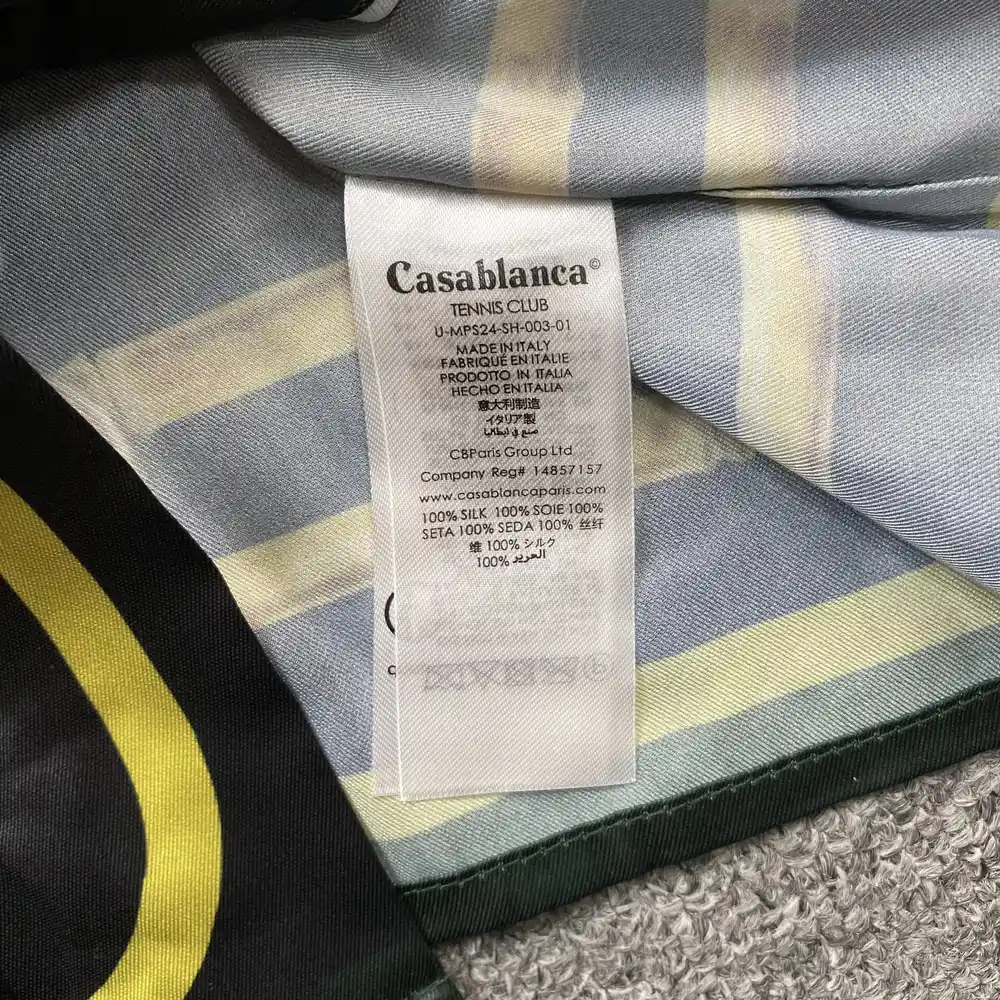 Casablanca©
TENNIS CLUB
U-MPS24-SH-003-01
MADE IN ITALY
FABRIQUÉ EN ITALIE
PRODOTTO IN ITALIA
HECHO EN ITALIA
意大利制造
イタリア製
صنع في ايطاليا
CBParis Group Ltd
Company Reg# 14857157
www.casablancaparis.com
100% SILK 100% SOIE 100%
SETA 100% SEDA 100% 丝纤
维 100% シルク
100% الحرير